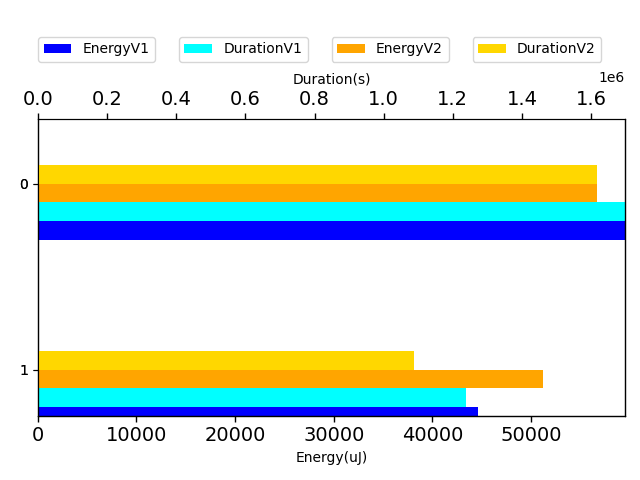 EnergyV1 DurationV1 EnergyV2 DurationV2
Duration(s)
1e6
0.0 0.2 0.4 0.6 0.8 1.0 1.2 1.4 1.6
0
1
0 10000 20000 30000 40000 50000
Energy(uJ)